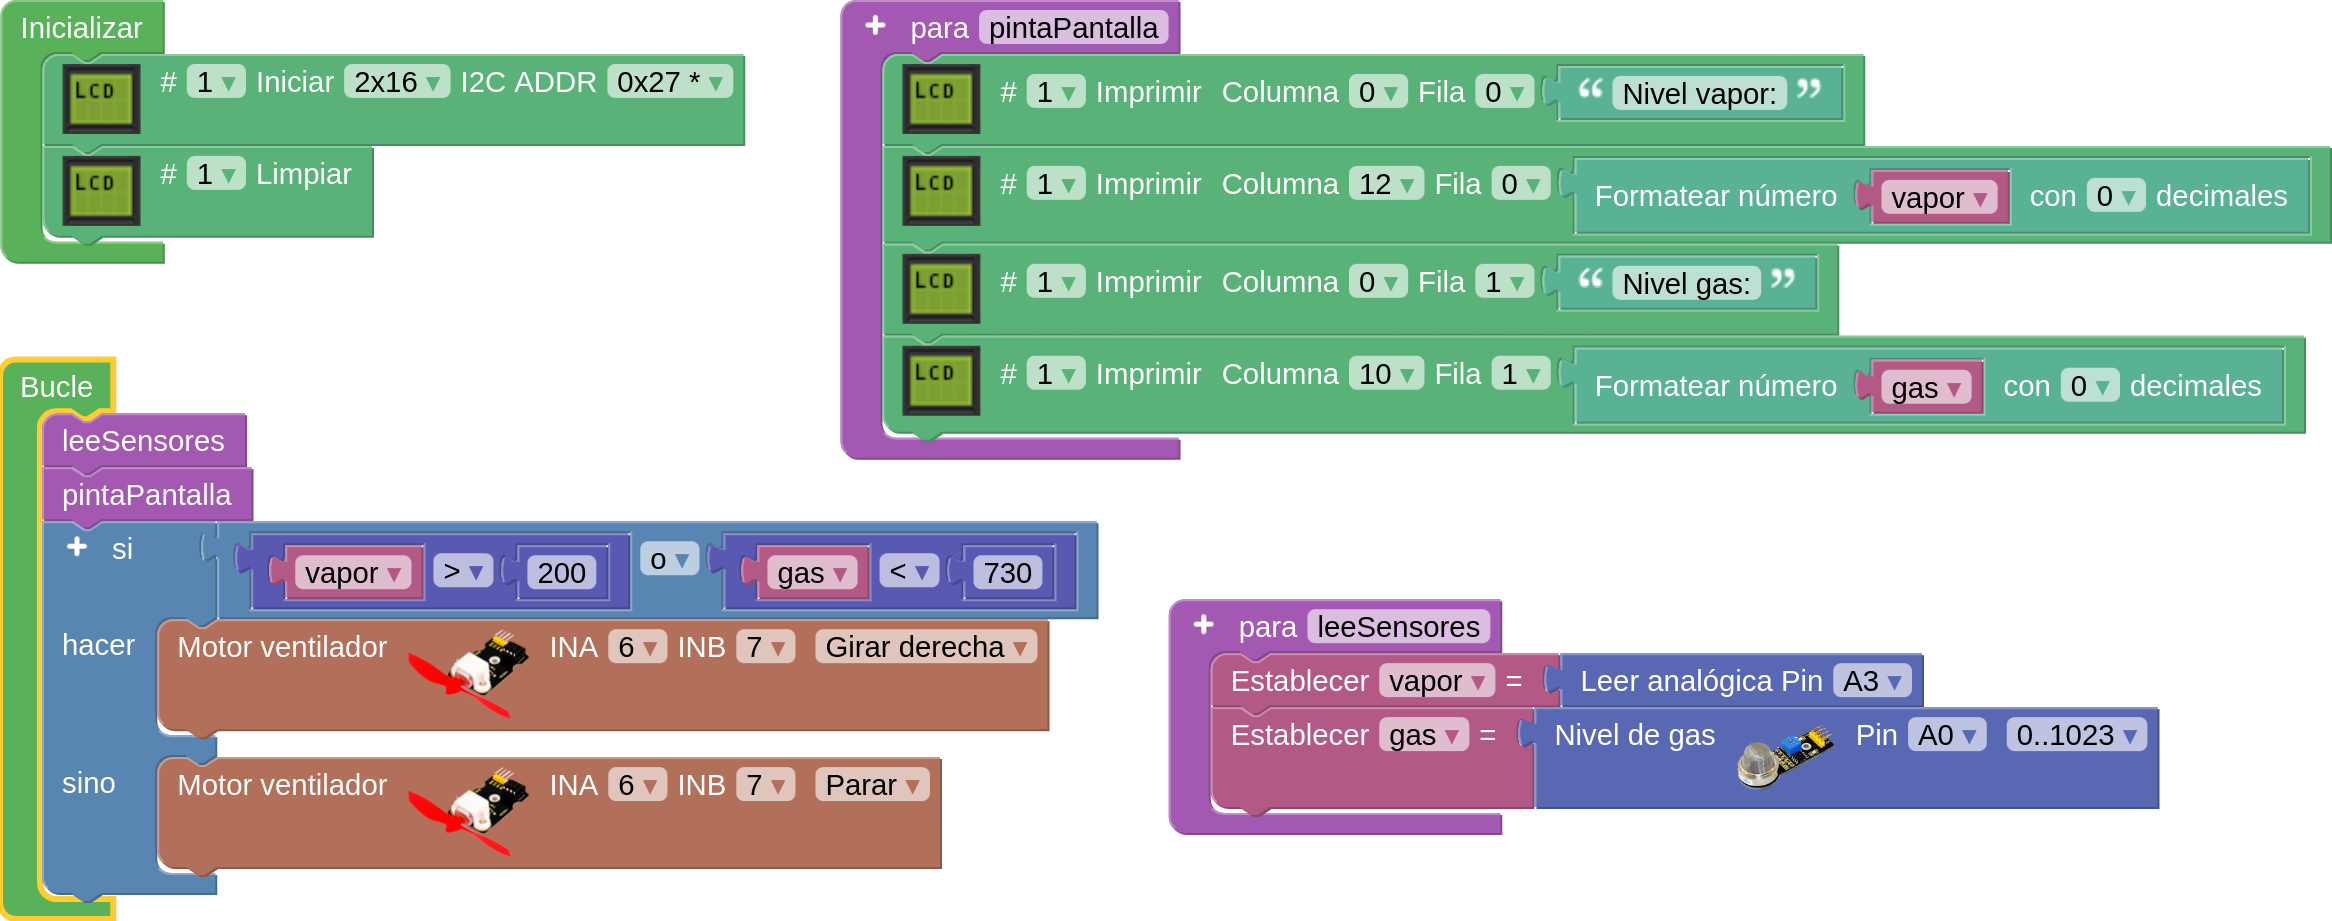 Inicializar
LCD # 1 ▾ Iniciar 2x16 ▾ I2C ADDR 0x27 * ▾
LCD # 1 ▾ Limpiar
+ para pintaPantalla
LCD # 1 ▾ Imprimir Columna 0 ▾ Fila 0 ▾ “ Nivel vapor: ”
LCD # 1 ▾ Imprimir Columna 12 ▾ Fila 0 ▾ Formatear número vapor ▾ con 0 ▾ decimales
LCD # 1 ▾ Imprimir Columna 0 ▾ Fila 1 ▾ “ Nivel gas: ”
LCD # 1 ▾ Imprimir Columna 10 ▾ Fila 1 ▾ Formatear número gas ▾ con 0 ▾ decimales
Bucle
leeSensores
pintaPantalla
+ si vapor ▾ > ▾ 200 o ▾ gas ▾ < ▾ 730
hacer Motor ventilador INA 6 ▾ INB 7 ▾ Girar derecha ▾
sino Motor ventilador INA 6 ▾ INB 7 ▾ Parar ▾
+ para leeSensores
Establecer vapor ▾ = Leer analógica Pin A3 ▾
Establecer gas ▾ = Nivel de gas Pin A0 ▾ 0..1023 ▾